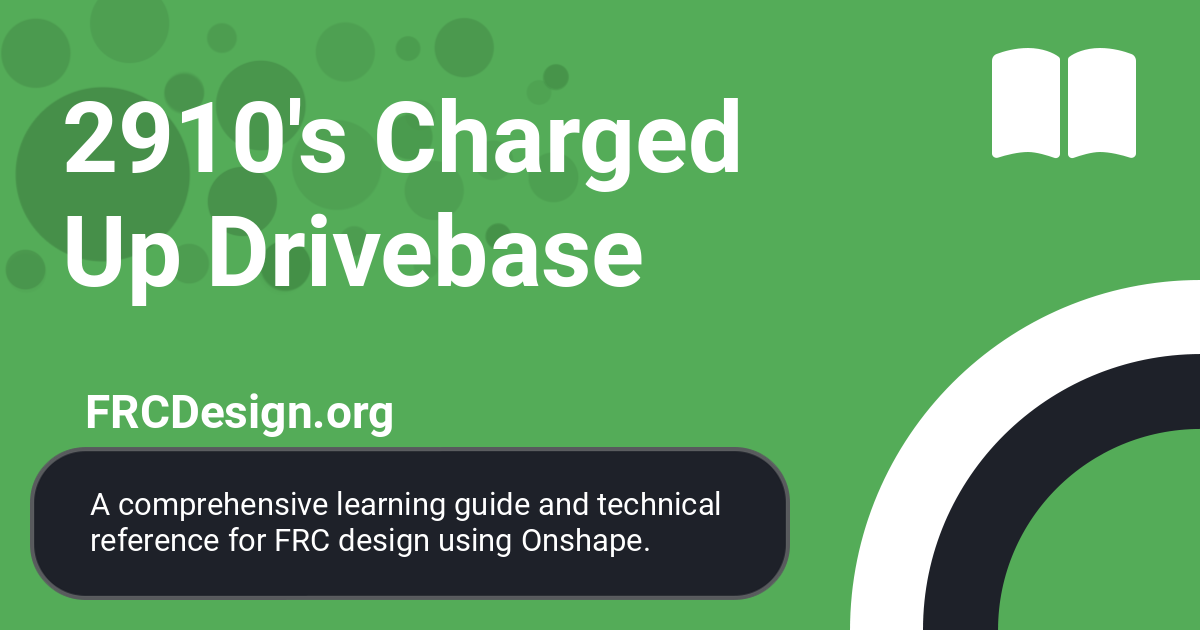 2910's Charged
Up Drivebase
FRCDesign.org
A comprehensive learning guide and technical
reference for FRC design using Onshape.